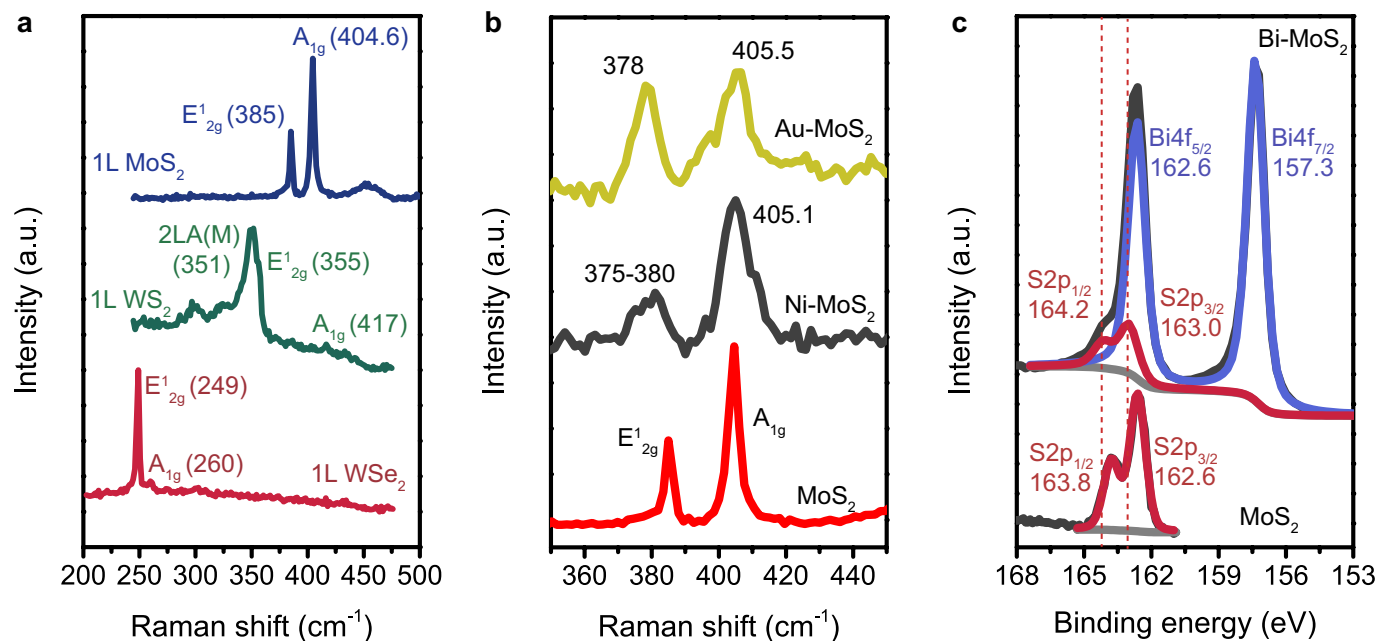 a
Intensity (a.u.)
A₁g (404.6)
E¹₂g (385)
1L MoS₂
2LA(M)
(351)
E¹₂g (355)
1L WS₂
A₁g (417)
E¹₂g (249)
A₁g (260)
1L WSe₂
200 250 300 350 400 450 500
Raman shift (cm⁻¹)
b
Intensity (a.u.)
378
405.5
Au-MoS₂
405.1
375-380
Ni-MoS₂
E¹₂g
A₁g
MoS₂
350 380 400 420 440
Raman shift (cm⁻¹)
c
Intensity (a.u.)
Bi-MoS₂
Bi4f₅/₂
162.6
Bi4f₇/₂
157.3
S2p₁/₂
164.2
S2p₃/₂
163.0
S2p₁/₂
163.8
S2p₃/₂
162.6
MoS₂
168 165 162 159 156 153
Binding energy (eV)